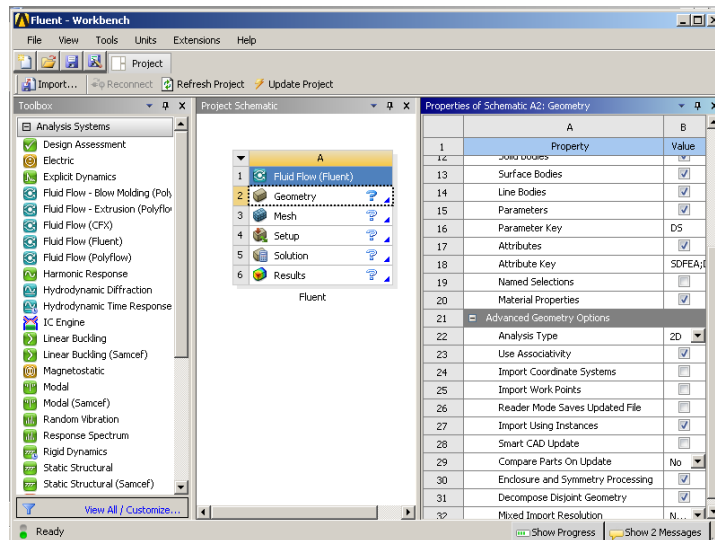 Fluent - Workbench
File View Tools Units Extensions Help
Project
Import... Reconnect Refresh Project Update Project
Toolbox
Analysis Systems
Design Assessment
Electric
Explicit Dynamics
Fluid Flow - Blow Molding (Poly
Fluid Flow - Extrusion (Polyflo
Fluid Flow (CFX)
Fluid Flow (Fluent)
Fluid Flow (Polyflow)
Harmonic Response
Hydrodynamic Diffraction
Hydrodynamic Time Response
IC Engine
Linear Buckling
Linear Buckling (Samcef)
Magnetostatic
Modal
Modal (Samcef)
Random Vibration
Response Spectrum
Rigid Dynamics
Static Structural
Static Structural (Samcef)
View All / Customize...
Project Schematic
A
1 Fluid Flow (Fluent)
2 Geometry ?
3 Mesh ?
4 Setup ?
5 Solution ?
6 Results ?
Fluent
Properties of Schematic A2: Geometry
A B
1 Property Value
12 Solid Bodies
13 Surface Bodies
14 Line Bodies
15 Parameters
16 Parameter Key DS
17 Attributes
18 Attribute Key SDFEA;D
19 Named Selections
20 Material Properties
21 Advanced Geometry Options
22 Analysis Type 2D
23 Use Associativity
24 Import Coordinate Systems
25 Import Work Points
26 Reader Mode Saves Updated File
27 Import Using Instances
28 Smart CAD Update
29 Compare Parts On Update No
30 Enclosure and Symmetry Processing
31 Decompose Disjoint Geometry
32 Mixed Import Resolution N...
Ready Show Progress Show 2 Messages